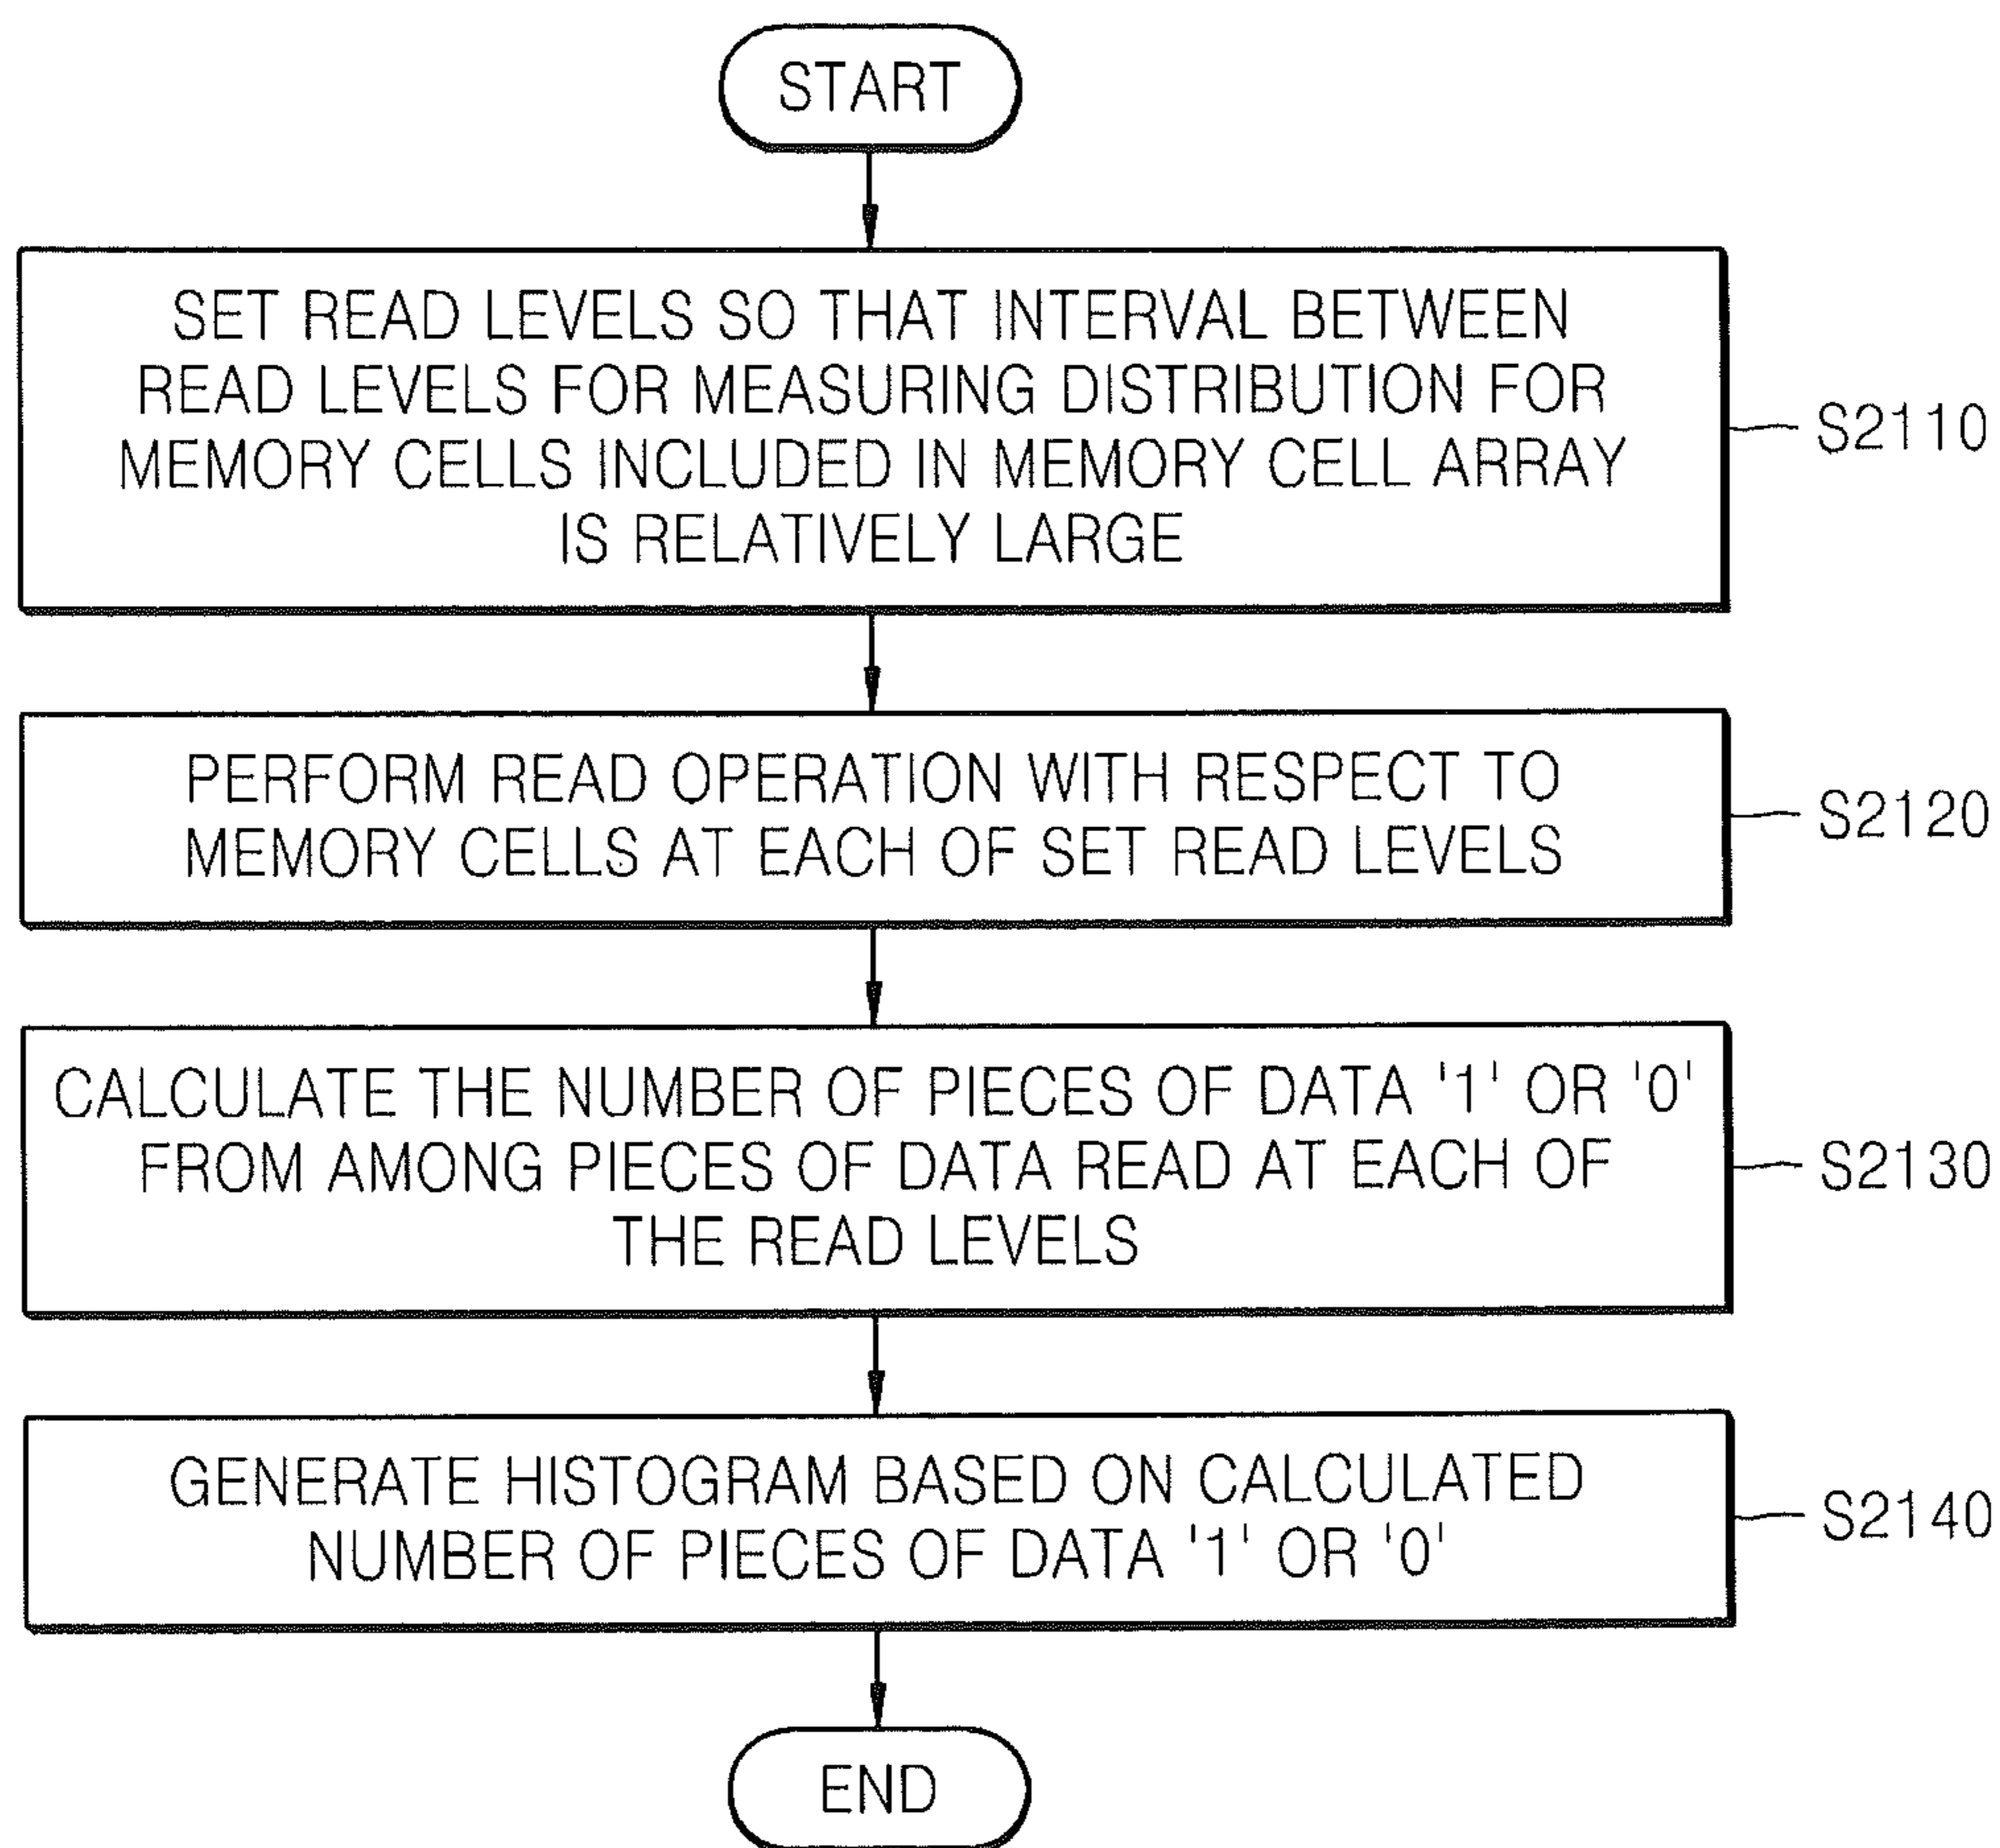 START
SET READ LEVELS SO THAT INTERVAL BETWEEN
READ LEVELS FOR MEASURING DISTRIBUTION FOR
MEMORY CELLS INCLUDED IN MEMORY CELL ARRAY
IS RELATIVELY LARGE
S2110
PERFORM READ OPERATION WITH RESPECT TO
MEMORY CELLS AT EACH OF SET READ LEVELS
S2120
CALCULATE THE NUMBER OF PIECES OF DATA '1' OR '0'
FROM AMONG PIECES OF DATA READ AT EACH OF
THE READ LEVELS
S2130
GENERATE HISTOGRAM BASED ON CALCULATED
NUMBER OF PIECES OF DATA '1' OR '0'
S2140
END